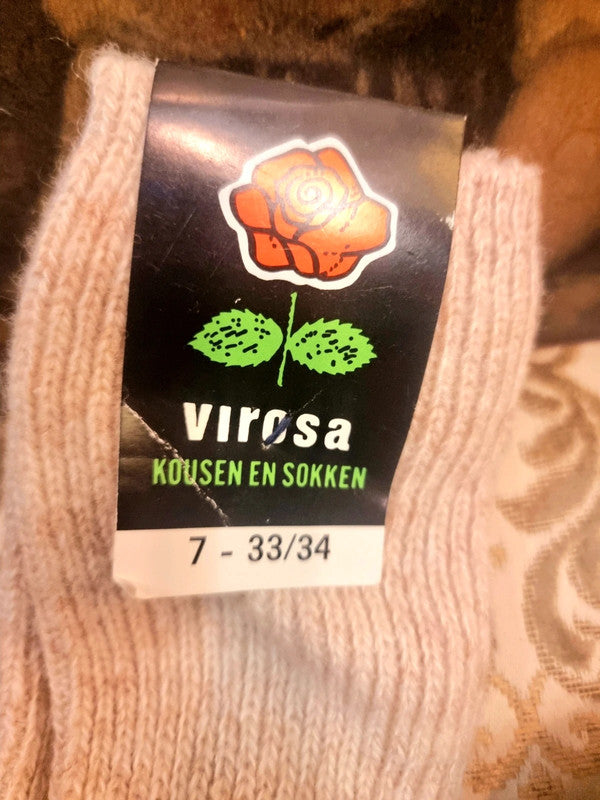 virosa
KOUSEN EN SOKKEN
7 - 33/34